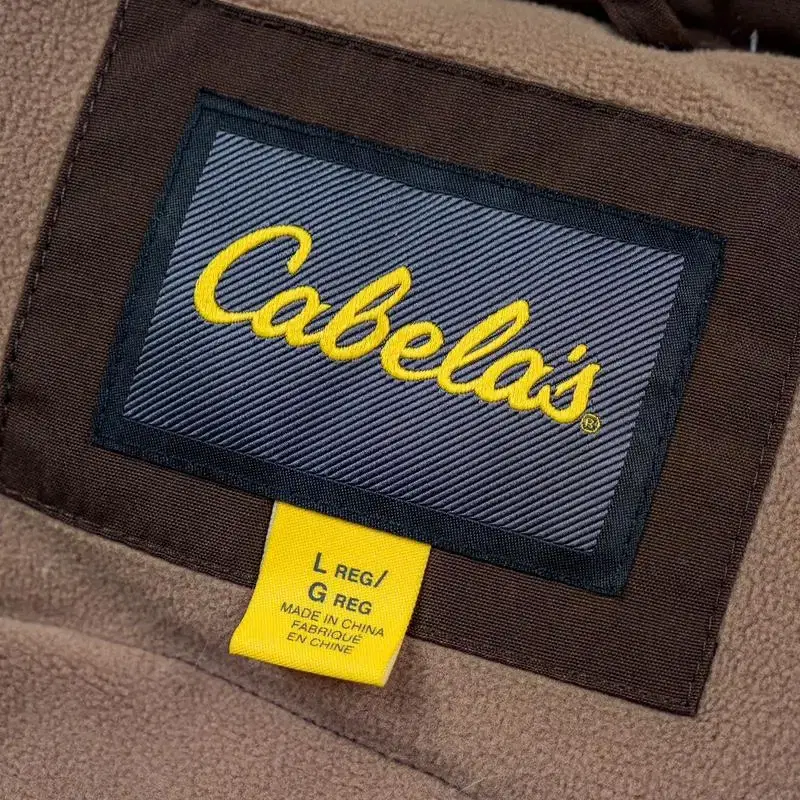 Cabela's®
L REG/
G REG
MADE IN CHINA
FABRIQUÉ
EN CHINE